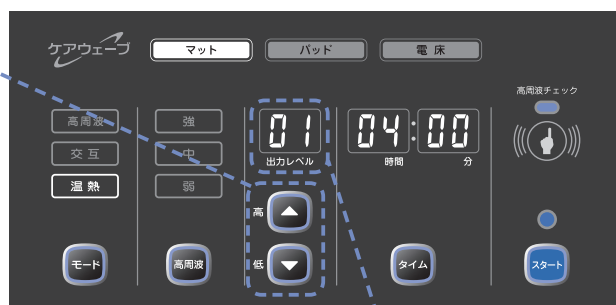 ケアウェーブ
マット
パッド
電床
高周波チェック
高周波
交互
温熱
強
中
弱
01
出力レベル
04:00
時間
分
高
低
モード
高周波
タイム
スタート